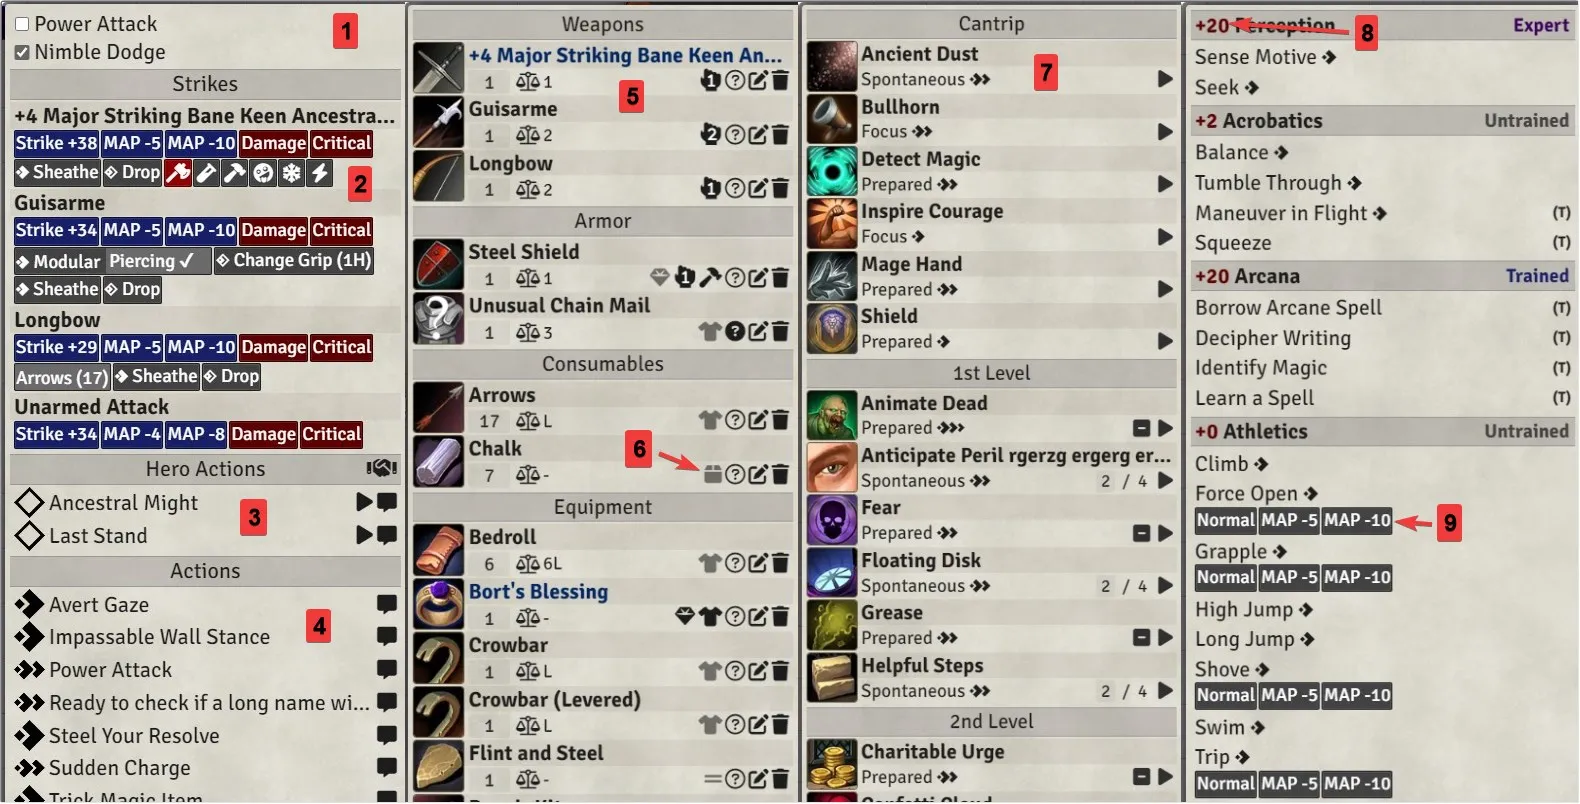 Power Attack
1
Nimble Dodge
Strikes
+4 Major Striking Bane Keen Ancestra...
Strike +38 MAP -5 MAP -10 Damage Critical
Sheathe Drop
2
Guisarme
Strike +34 MAP -5 MAP -10 Damage Critical
Modular Piercing ✓ Change Grip (1H)
Sheathe Drop
Longbow
Strike +29 MAP -5 MAP -10 Damage Critical
Arrows (17) Sheathe Drop
Unarmed Attack
Strike +34 MAP -4 MAP -8 Damage Critical
Hero Actions
Ancestral Might
3
Last Stand
Actions
Avert Gaze
4
Impassable Wall Stance
Power Attack
Ready to check if a long name wi...
Steel Your Resolve
Sudden Charge
Trick Magic Item
Weapons
+4 Major Striking Bane Keen An...
1 1 1 ?
5
Guisarme
1 2 2 ?
Longbow
1 2 1 ?
Armor
Steel Shield
1 1 1 ?
Unusual Chain Mail
1 3 ?
Consumables
Arrows
17 L ?
Chalk
6
7 - ?
Equipment
Bedroll
6 6L ?
Bort's Blessing
1 - ?
Crowbar
1 L ?
Crowbar (Levered)
1 L ?
Flint and Steel
1 - ?
Cantrip
Ancient Dust
7
Spontaneous
Bullhorn
Focus
Detect Magic
Prepared
Inspire Courage
Focus
Mage Hand
Prepared
Shield
Prepared
1st Level
Animate Dead
Prepared
Anticipate Peril rgerzg ergerg er...
Spontaneous 2 / 4
Fear
Prepared
Floating Disk
Spontaneous 2 / 4
Grease
Prepared
Helpful Steps
Spontaneous 2 / 4
2nd Level
Charitable Urge
Prepared
Confetti Cloud
+20 Perception Expert
8
Sense Motive
Seek
+2 Acrobatics Untrained
Balance
Tumble Through
Maneuver in Flight (T)
Squeeze (T)
+20 Arcana Trained
Borrow Arcane Spell (T)
Decipher Writing (T)
Identify Magic (T)
Learn a Spell (T)
+0 Athletics Untrained
Climb
Force Open
Normal MAP -5 MAP -10
9
Grapple
Normal MAP -5 MAP -10
High Jump
Long Jump
Shove
Normal MAP -5 MAP -10
Swim
Trip
Normal MAP -5 MAP -10